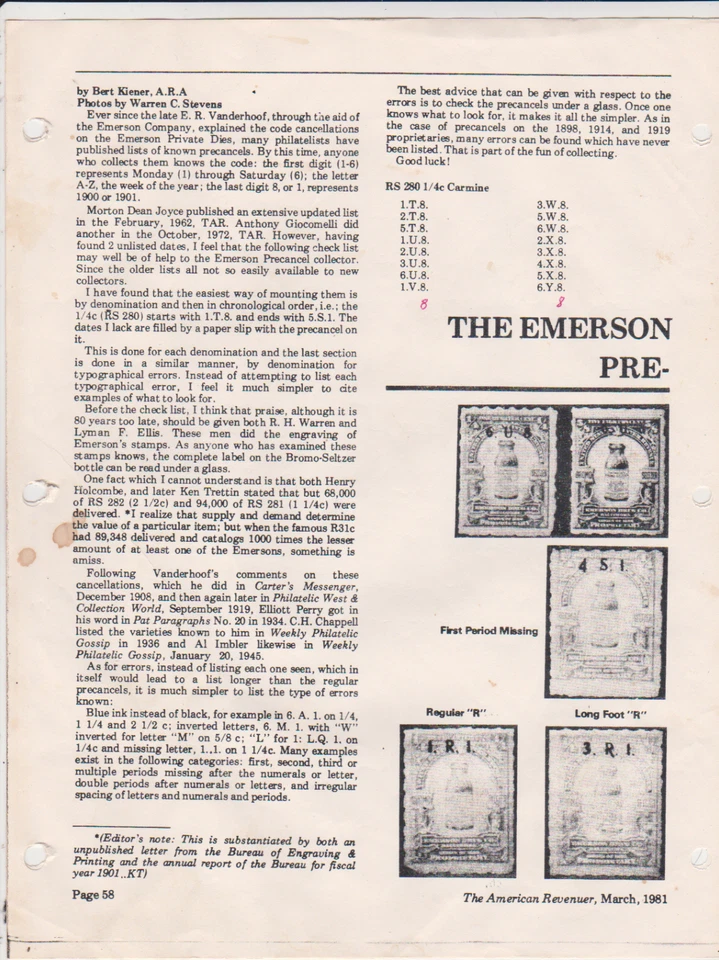 by Bert Kiener, A.R.A
Photos by Warren C. Stevens
Ever since the late E. R. Vanderhoof, through the aid of
the Emerson Company, explained the code cancellations
on the Emerson Private Dies, many philatelists have
published lists of known precancels. By this time, anyone
who collects them knows the code: the first digit (1-6)
represents Monday (1) through Saturday (6); the letter
A-Z, the week of the year; the last digit 8, or 1, represents
1900 or 1901.
Morton Dean Joyce published an extensive updated list
in the February, 1962, TAR. Anthony Giocomelli did
another in the October, 1972, TAR. However, having
found 2 unlisted dates, I feel that the following check list
may well be of help to the Emerson Precancel collector.
Since the older lists all not so easily available to new
collectors.
I have found that the easiest way of mounting them is
by denomination and then in chronological order, i.e.; the
1/4c (RS 280) starts with 1.T.8. and ends with 5.S.1. The
dates I lack are filled by a paper slip with the precancel on
it.
This is done for each denomination and the last section
is done in a similar manner, by denomination for
typographical errors. Instead of attempting to list each
typographical error, I feel it much simpler to cite
examples of what to look for.
Before the check list, I think that praise, although it is
80 years too late, should be given both R. H. Warren and
Lyman F. Ellis. These men did the engraving of
Emerson's stamps. As anyone who has examined these
stamps knows, the complete label on the Bromo-Seltzer
bottle can be read under a glass.
One fact which I cannot understand is that both Henry
Holcombe, and later Ken Trettin stated that but 68,000
of RS 282 (2 1/2c) and 94,000 of RS 281 (1 1/4c) were
delivered. *I realize that supply and demand determine
the value of a particular item; but when the famous R31c
had 89,348 delivered and catalogs 1000 times the lesser
amount of at least one of the Emersons, something is
amiss.
Following Vanderhoof's comments on these
cancellations, which he did in Carter's Messenger,
December 1908, and then again later in Philatelic West &
Collection World, September 1919, Elliott Perry got in
his word in Pat Paragraphs No. 20 in 1934. C.H. Chappell
listed the varieties known to him in Weekly Philatelic
Gossip in 1936 and Al Imbler likewise in Weekly
Philatelic Gossip, January 20, 1945.
As for errors, instead of listing each one seen, which in
itself would lead to a list longer than the regular
precancels, it is much simpler to list the type of errors
known:
Blue ink instead of black, for example in 6. A. 1. on 1/4,
1 1/4 and 2 1/2 c; inverted letters, 6. M. 1. with "W"
inverted for letter "M" on 5/8 c; "L" for 1: L.Q. 1. on
1/4c and missing letter, 1..1. on 1 1/4c. Many examples
exist in the following categories: first, second, third or
multiple periods missing after the numerals or letter,
double periods after numerals or letters, and irregular
spacing of letters and numerals and periods.
*(Editor's note: This is substantiated by both an
unpublished letter from the Bureau of Engraving &
Printing and the annual report of the Bureau for fiscal
year 1901..KT)
Page 58
The best advice that can be given with respect to the
errors is to check the precancels under a glass. Once one
knows what to look for, it makes it all the simpler. As in
the case of precancels on the 1898, 1914, and 1919
proprietaries, many errors can be found which have never
been listed. That is part of the fun of collecting.
Good luck!
RS 280 1/4c Carmine
1.T.8.
2.T.8.
5.T.8.
1.U.8.
2.U.8.
3.U.8.
6.U.8.
1.V.8.
8
3.W.8.
5.W.8.
6.W.8.
2.X.8.
3.X.8.
4.X.8.
5.X.8.
6.Y.8.
8
THE EMERSON
PRE-
6 U 8
4 S I.
First Period Missing
Regular "R"
Long Foot "R"
1. R I.
3. R I.
EMERSON DRUG CO.
PROPRIETARY
The American Revenuer, March, 1981